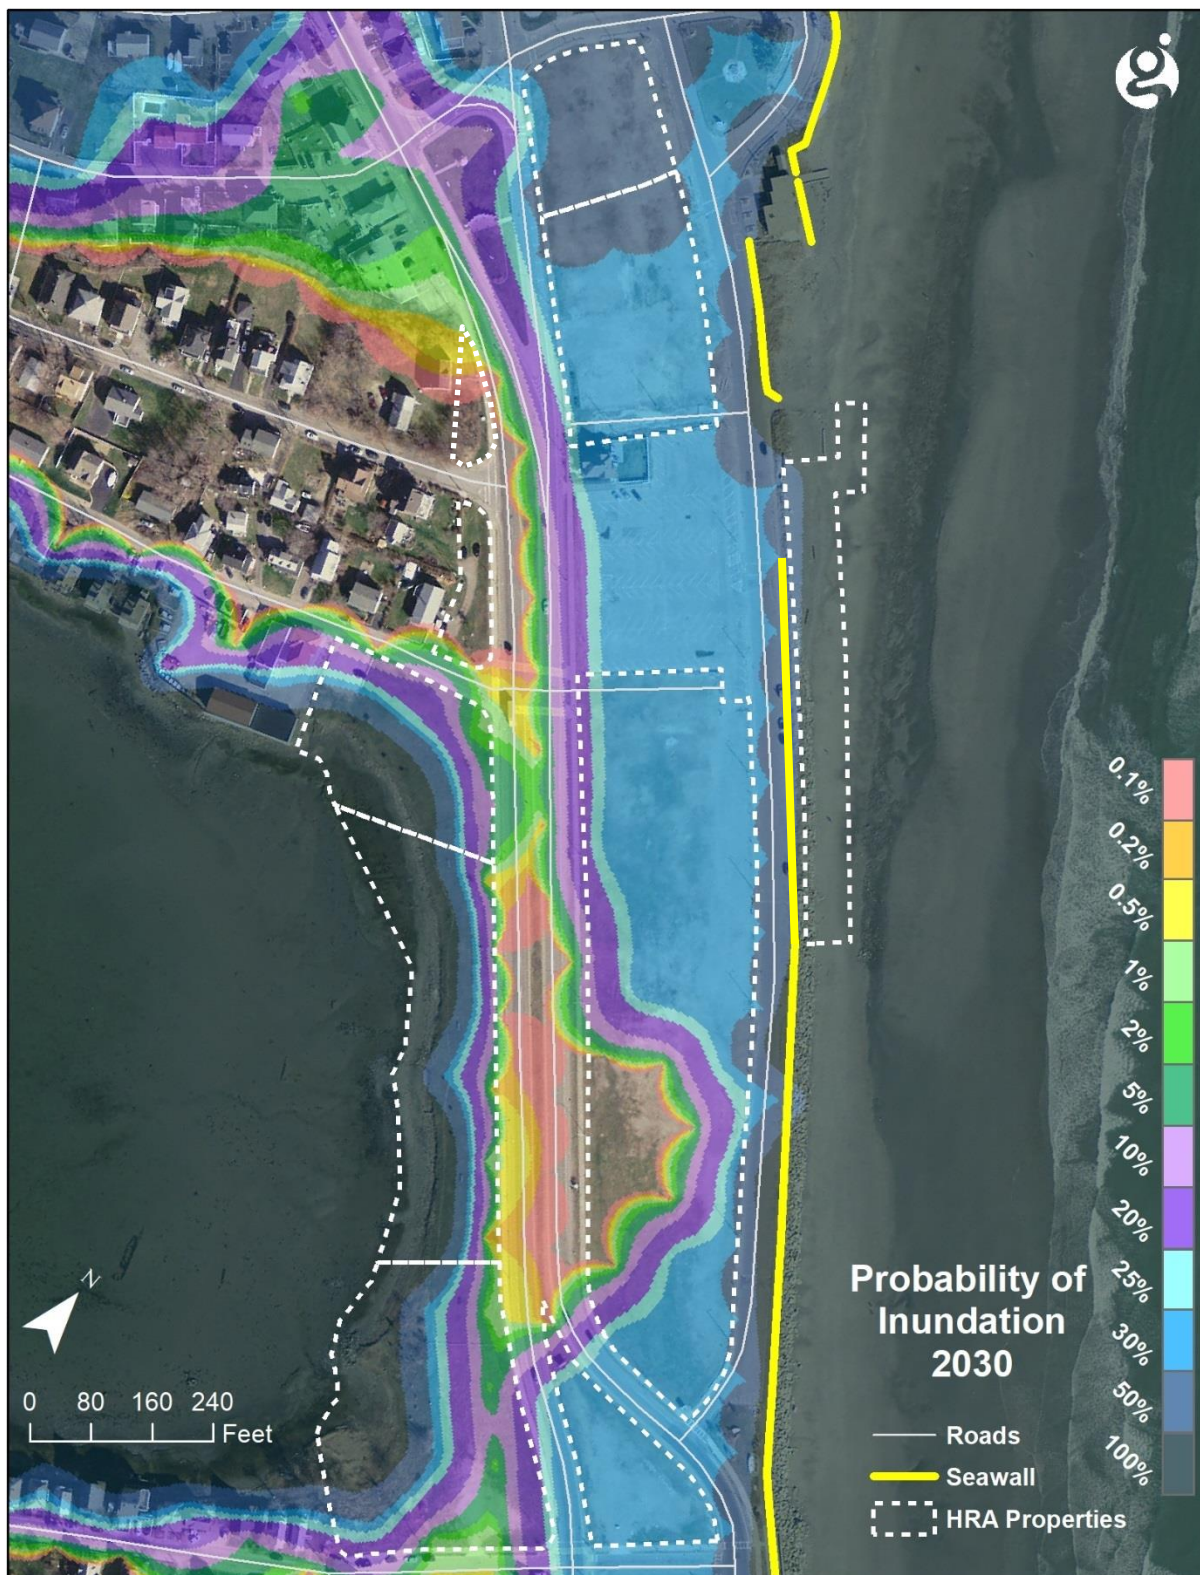 0.1%
0.2%
0.5%
1%
2%
5%
10%
20%
25%
30%
50%
100%
Probability of
Inundation
2030
N
0 80 160 240
Feet
Roads
Seawall
HRA Properties